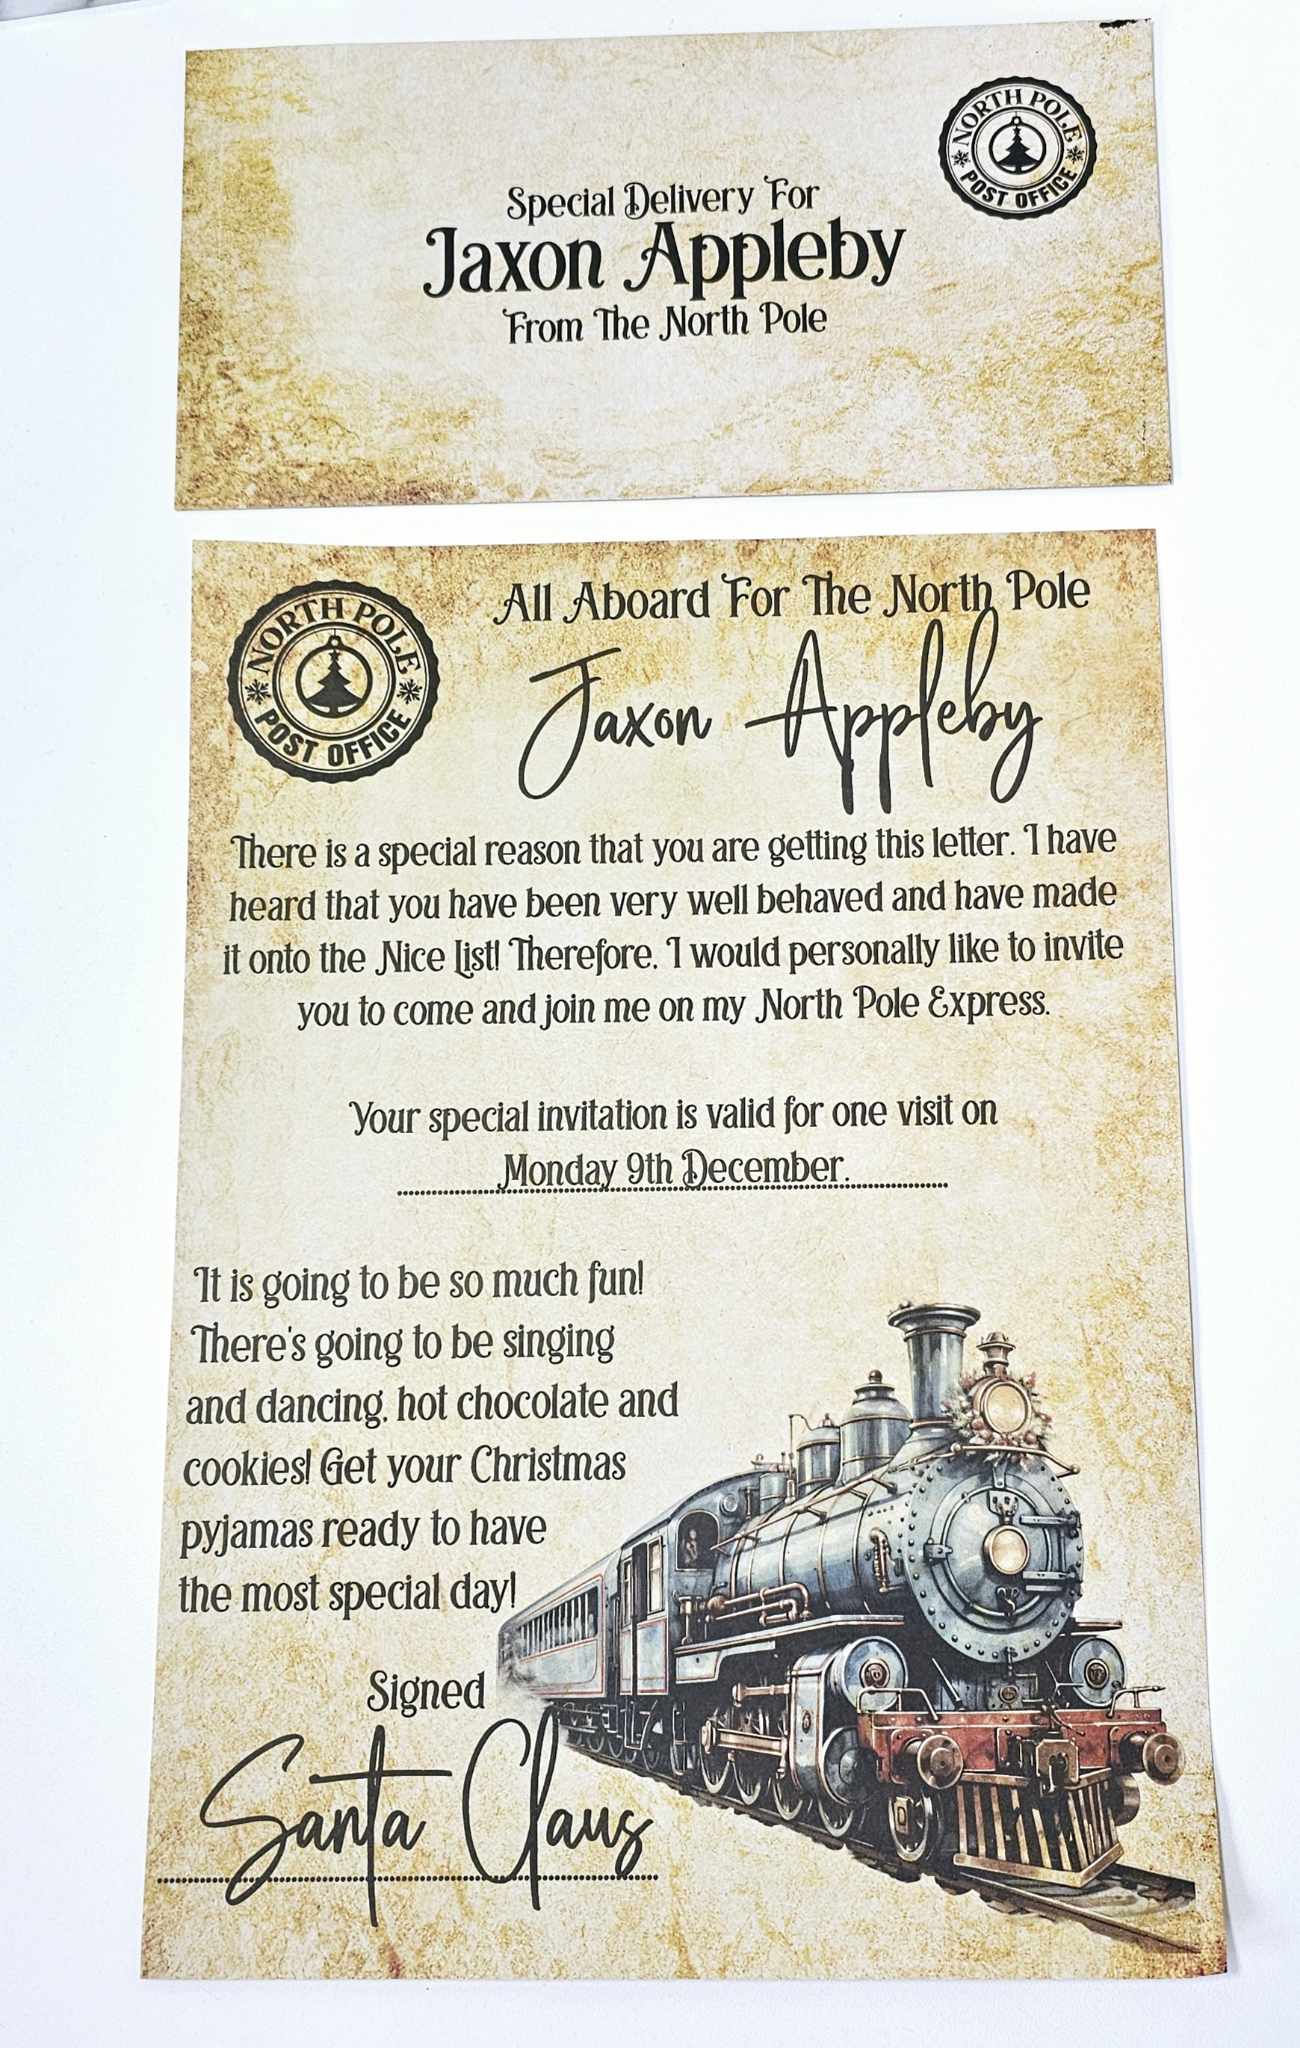 NORTH POLE
POST OFFICE
Special Delivery For
Jaxon Appleby
From The North Pole
NORTH POLE
POST OFFICE
All Aboard For The North Pole
Jaxon Appleby
There is a special reason that you are getting this letter. I have
heard that you have been very well behaved and have made
it onto the Nice List! Therefore, I would personally like to invite
you to come and join me on my North Pole Express.
Your special invitation is valid for one visit on
Monday 9th December.
It is going to be so much fun!
There's going to be singing
and dancing, hot chocolate and
cookies! Get your Christmas
pyjamas ready to have
the most special day!
Signed
Santa Claus